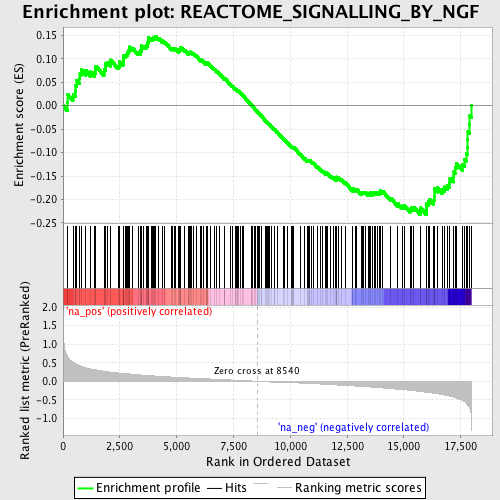 Enrichment plot: REACTOME_SIGNALLING_BY_NGF
Enrichment score (ES)
0.15
0.10
0.05
0.00
-0.05
-0.10
-0.15
-0.20
-0.25
'na_pos' (positively correlated)
Ranked list metric (PreRanked)
2.0
1.5
1.0
0.5
0.0
-0.5
-1.0
Zero cross at 8540
'na_neg' (negatively correlated)
0
2,500
5,000
7,500
10,000
12,500
15,000
17,500
Rank in Ordered Dataset
Enrichment profile
Hits
Ranking metric scores